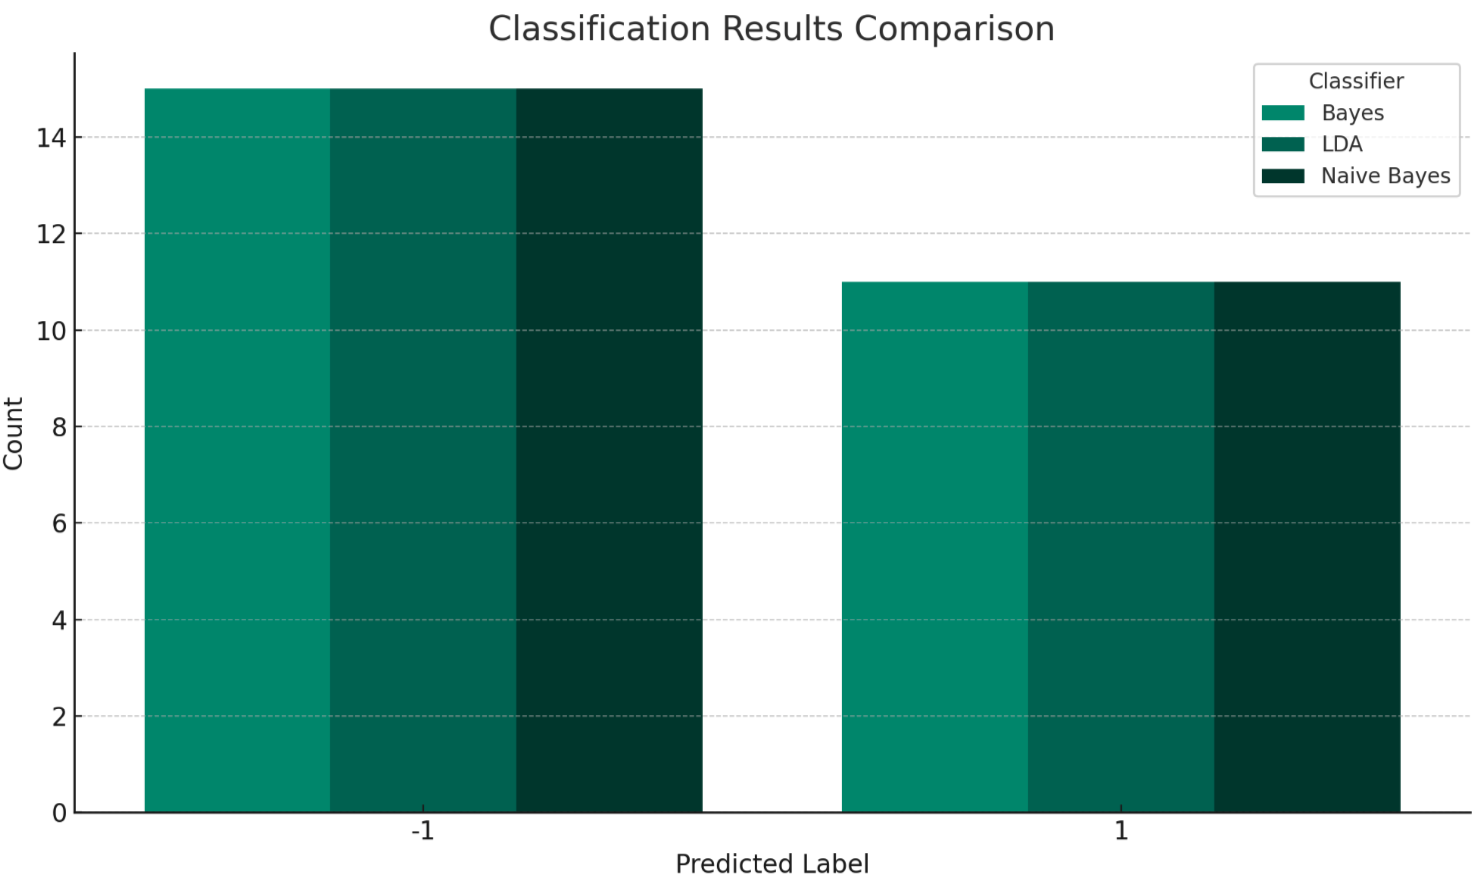 Classification Results Comparison
Classifier
Bayes
LDA
Naive Bayes
Count
14
12
10
8
6
4
2
0
-1
1
Predicted Label